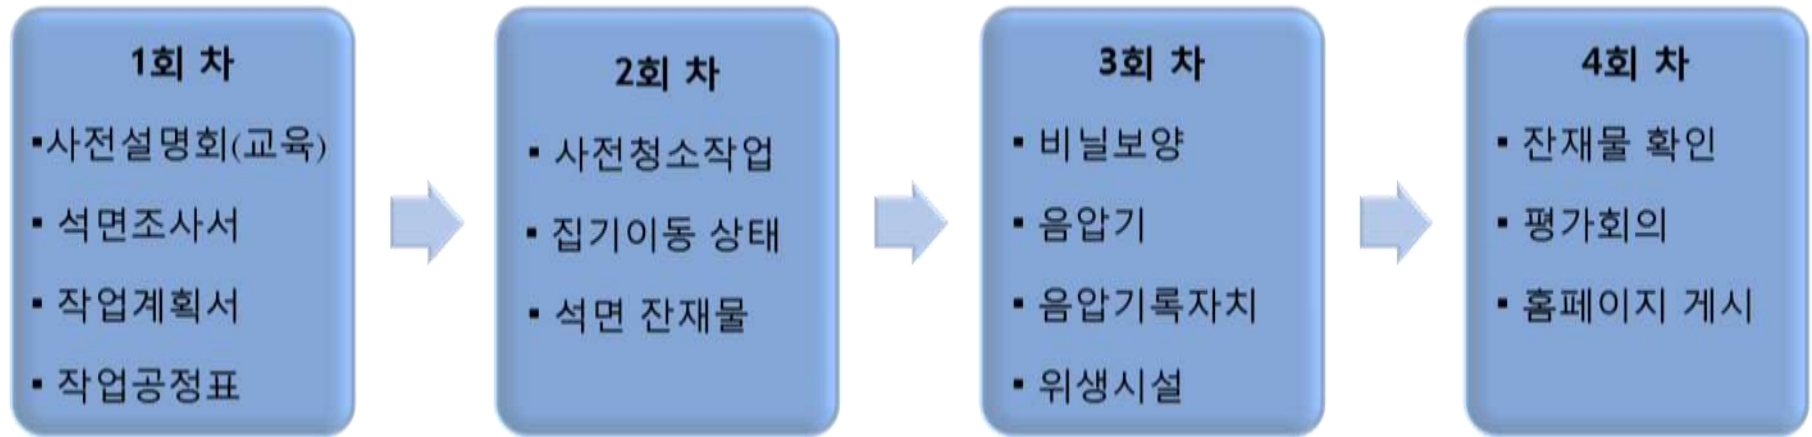 1회 차
▪사전설명회(교육)
▪ 석면조사서
▪ 작업계획서
▪ 작업공정표
2회 차
▪ 사전청소작업
▪ 집기이동 상태
▪ 석면 잔재물
3회 차
▪ 비닐보양
▪ 음압기
▪ 음압기록자치
▪ 위생시설
4회 차
▪ 잔재물 확인
▪ 평가회의
▪ 홈페이지 게시